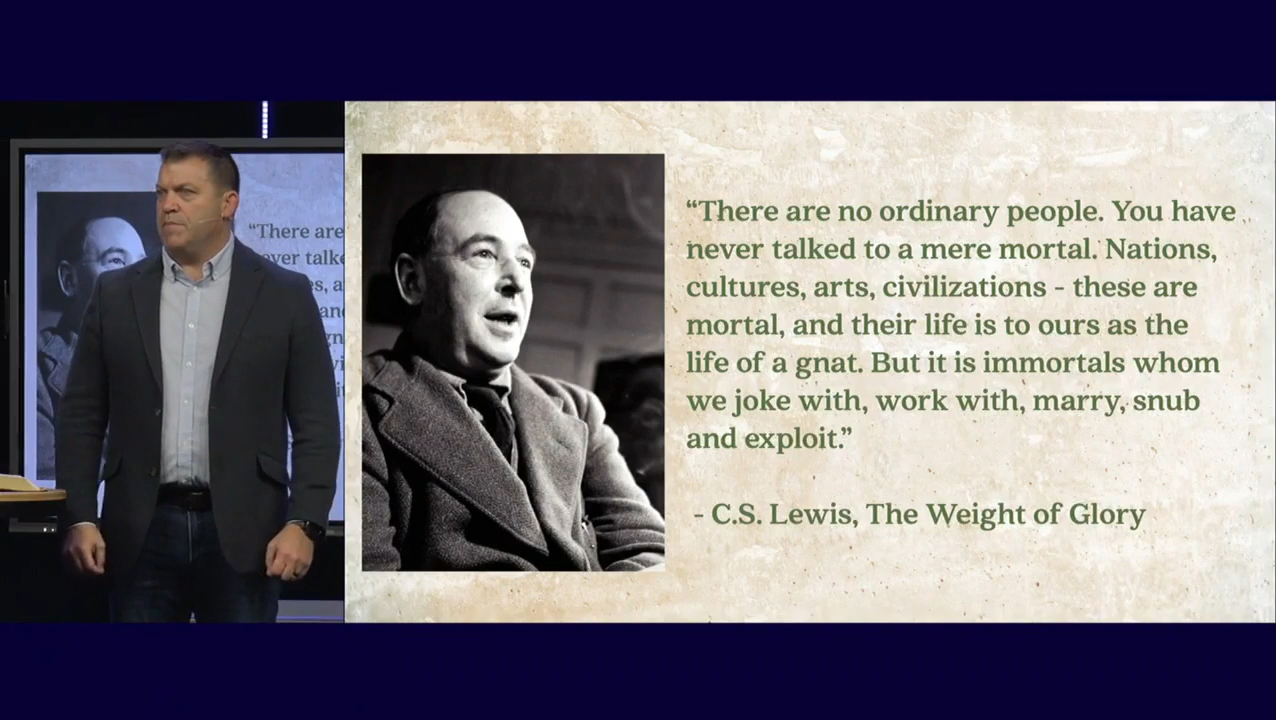 “There are
never talke
“There are no ordinary people. You have
never talked to a mere mortal. Nations,
cultures, arts, civilizations - these are
mortal, and their life is to ours as the
life of a gnat. But it is immortals whom
we joke with, work with, marry, snub
and exploit.”
- C.S. Lewis, The Weight of Glory